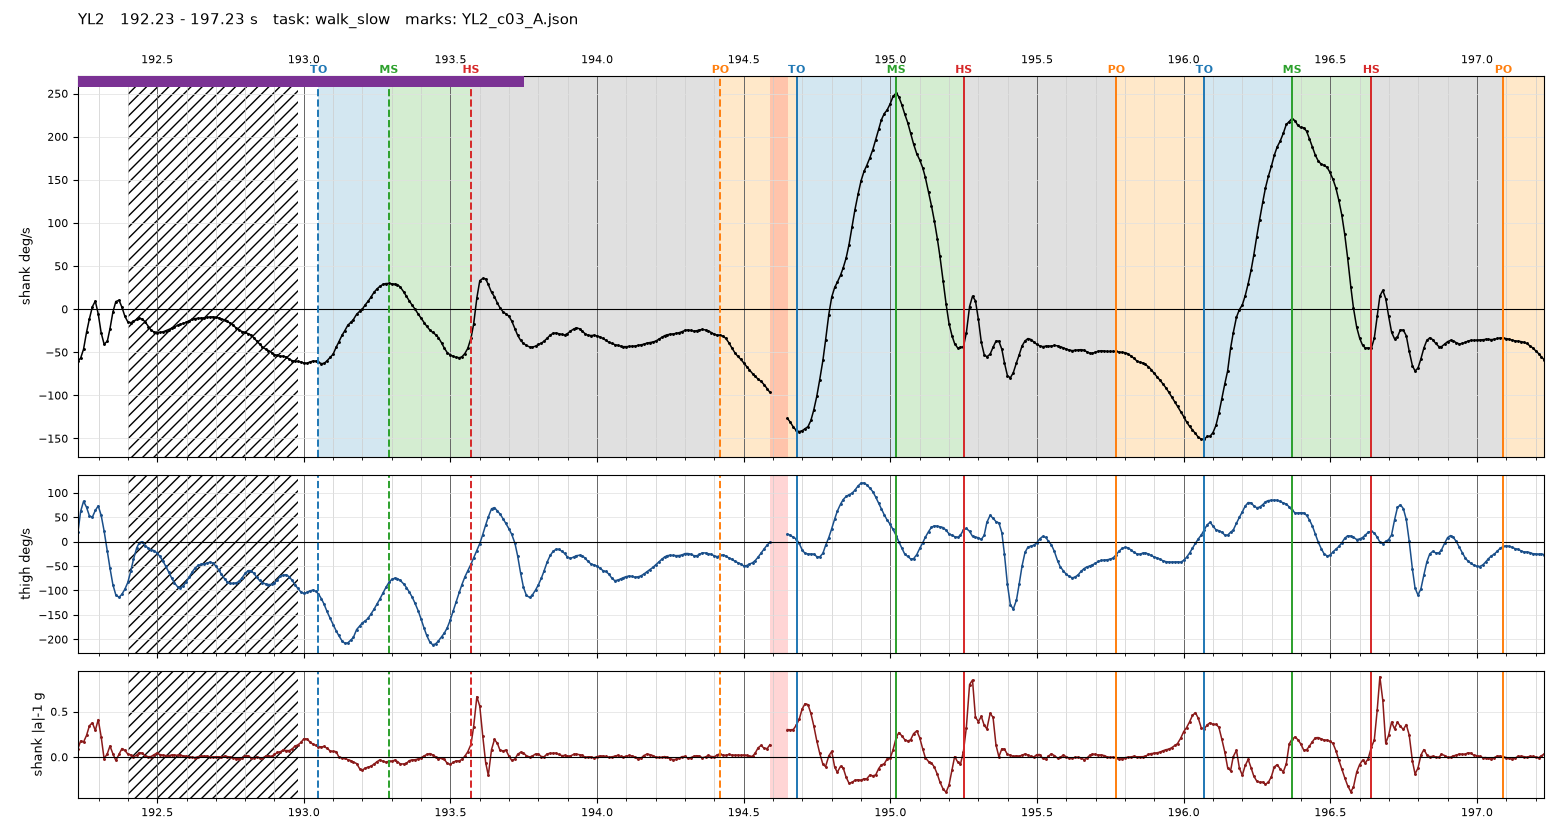 YL2   192.23 - 197.23 s   task: walk_slow   marks: YL2_c03_A.json
192.5 193.0 193.5 194.0 194.5 195.0 195.5 196.0 196.5 197.0
TO MS HS PO TO MS HS PO TO MS HS PO
250
200
150
100
50
0
−50
−100
−150
shank deg/s
100
50
0
−50
−100
−150
−200
thigh deg/s
0.5
0.0
shank |a|-1 g
192.5 193.0 193.5 194.0 194.5 195.0 195.5 196.0 196.5 197.0